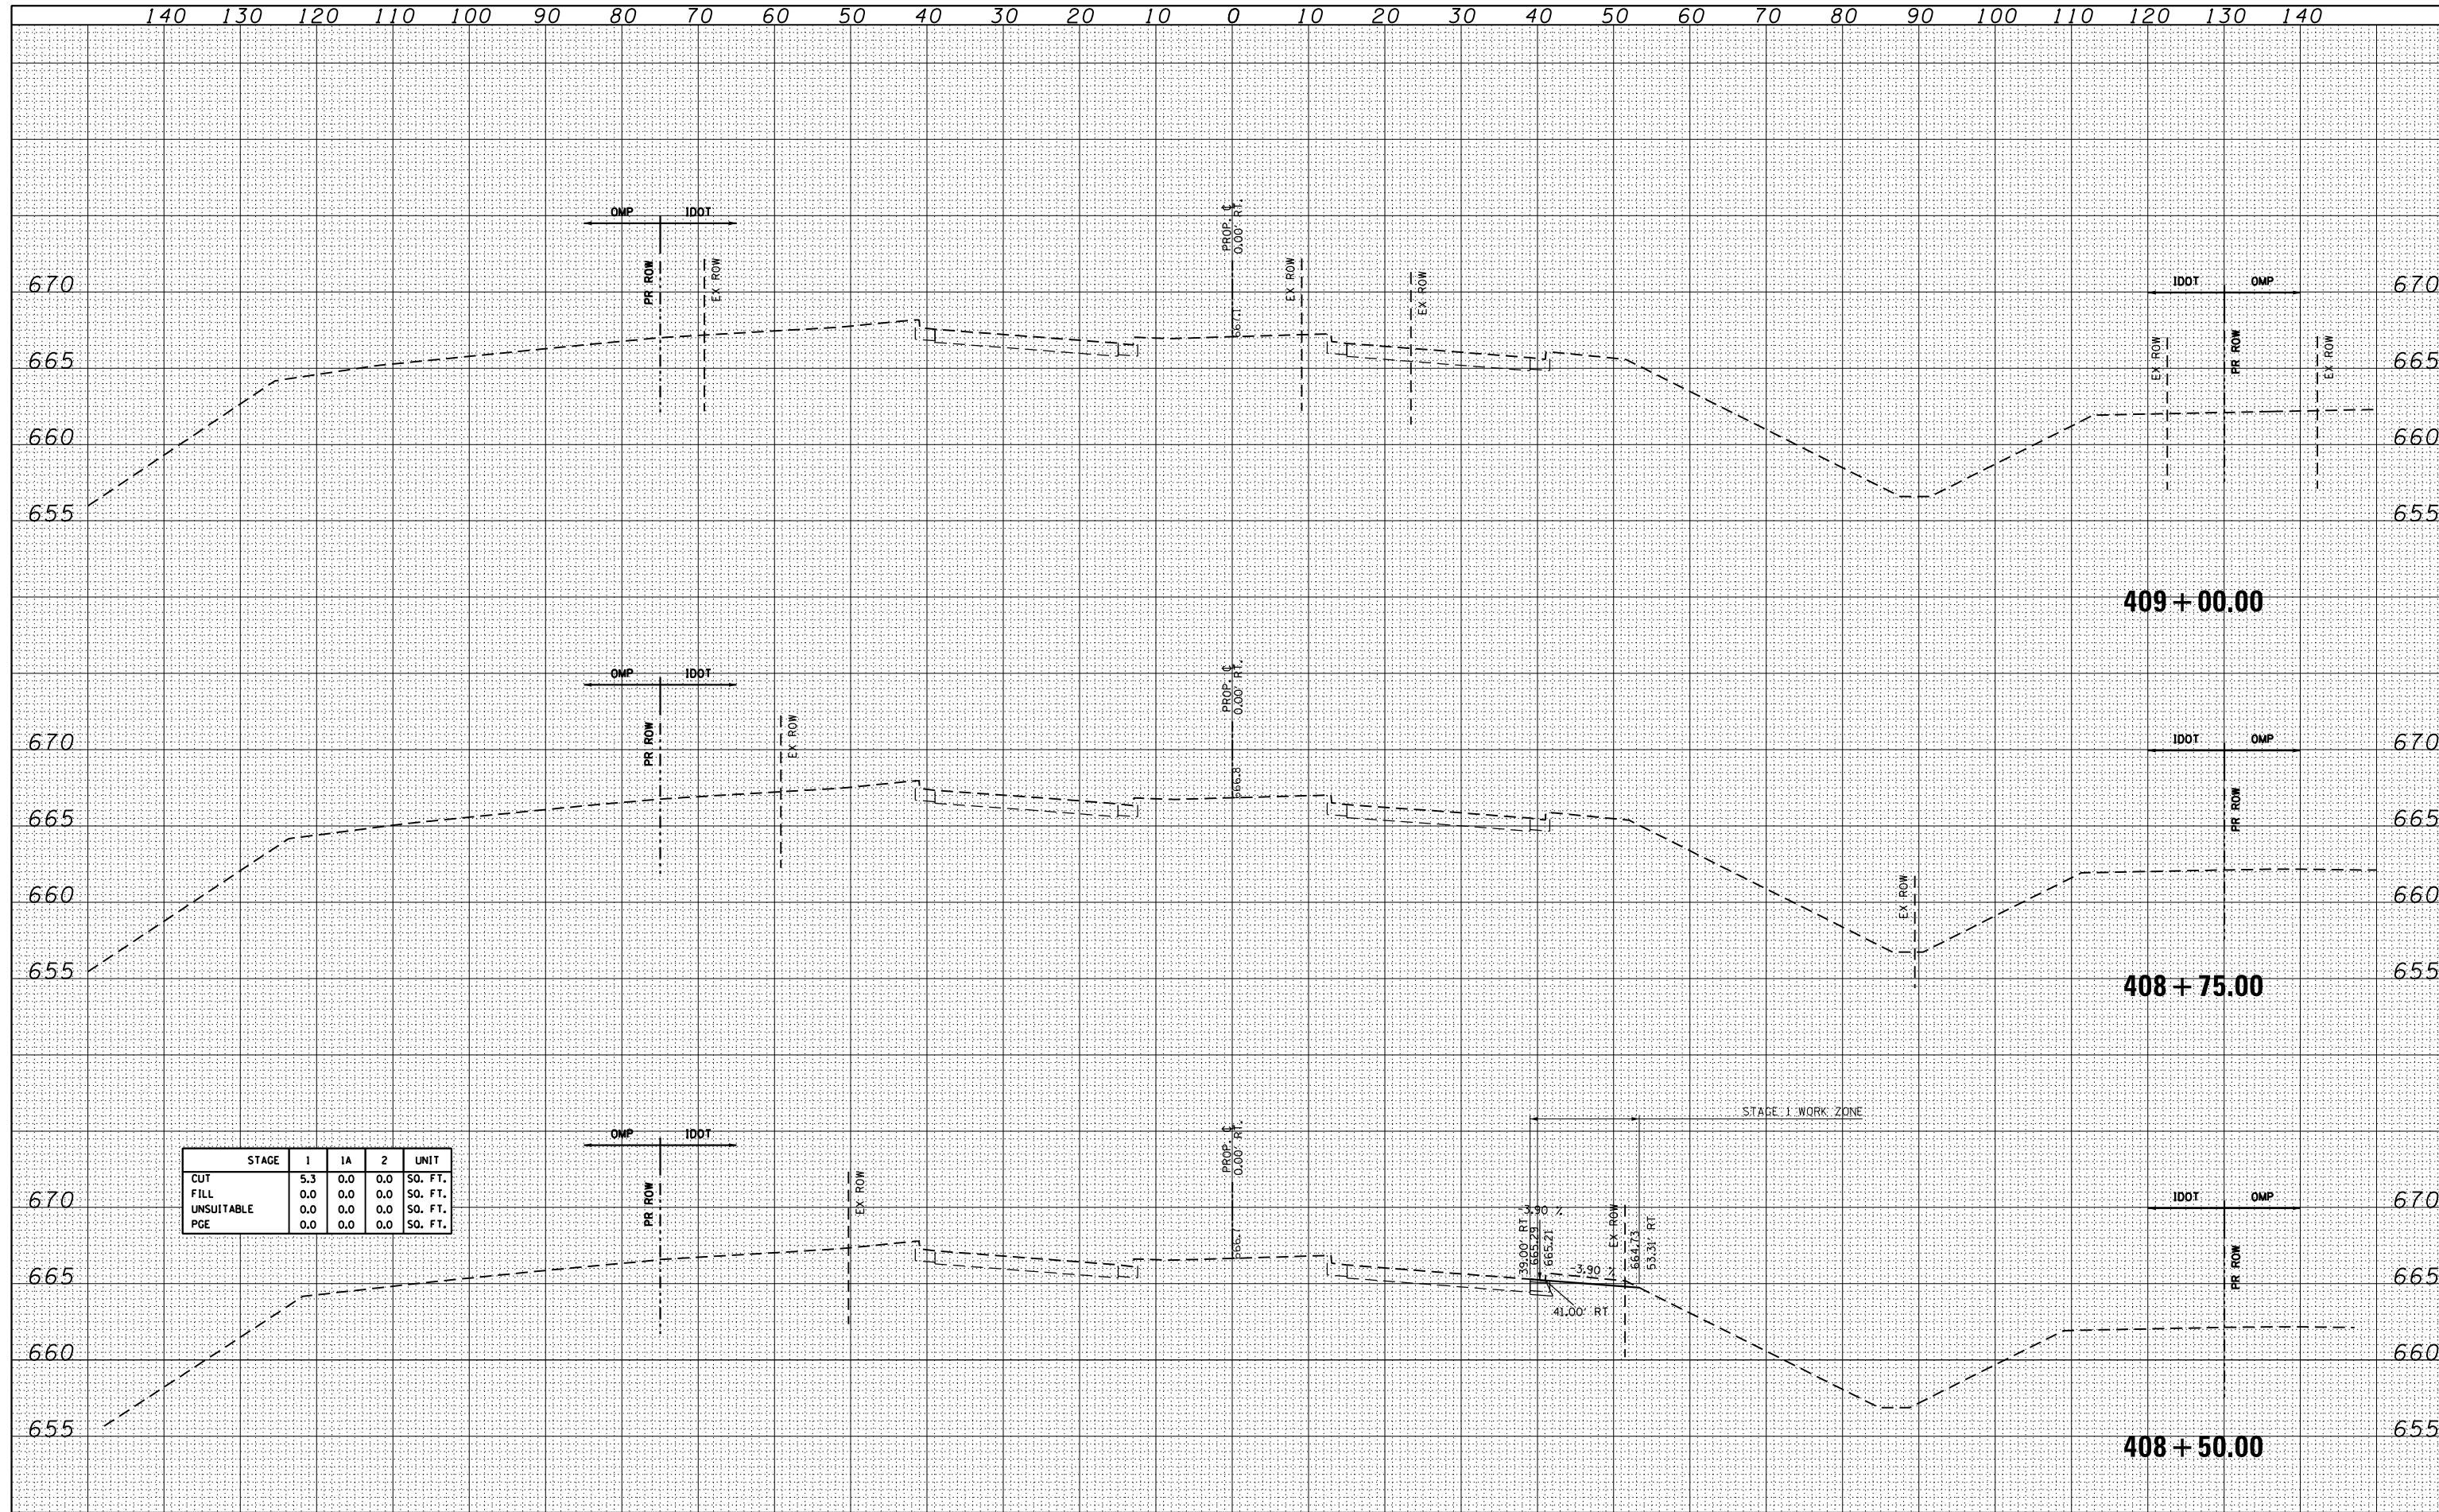 140 130 120 110 100 90 80 70 60 50 40 30 20 10 0 10 20 30 40 50 60 70 80 90 100 110 120 130 140
OMP IDOT
PROP. ℄
0.00' RT.
PR ROW
EX ROW
EX ROW
EX ROW
667.1
IDOT OMP
EX ROW
PR ROW
EX ROW
670 670
665 665
660 660
655 655
409 + 00.00
OMP IDOT
PROP. ℄
0.00' RT.
PR ROW
EX ROW
666.8
IDOT OMP
PR ROW
EX ROW
670 670
665 665
660 660
655 655
408 + 75.00
STAGE 1 WORK ZONE
OMP IDOT
PROP. ℄
0.00' RT.
STAGE 1 1A 2 UNIT
CUT 5.3 0.0 0.0 SQ. FT.
FILL 0.0 0.0 0.0 SQ. FT.
UNSUITABLE 0.0 0.0 0.0 SQ. FT.
PGE 0.0 0.0 0.0 SQ. FT.
PR ROW
EX ROW
666.7
-3.90 %
39.00' RT
665.29
665.21
-3.90 %
EX ROW
664.73
53.31' RT
41.00' RT
IDOT OMP
PR ROW
670 670
665 665
660 660
655 655
408 + 50.00